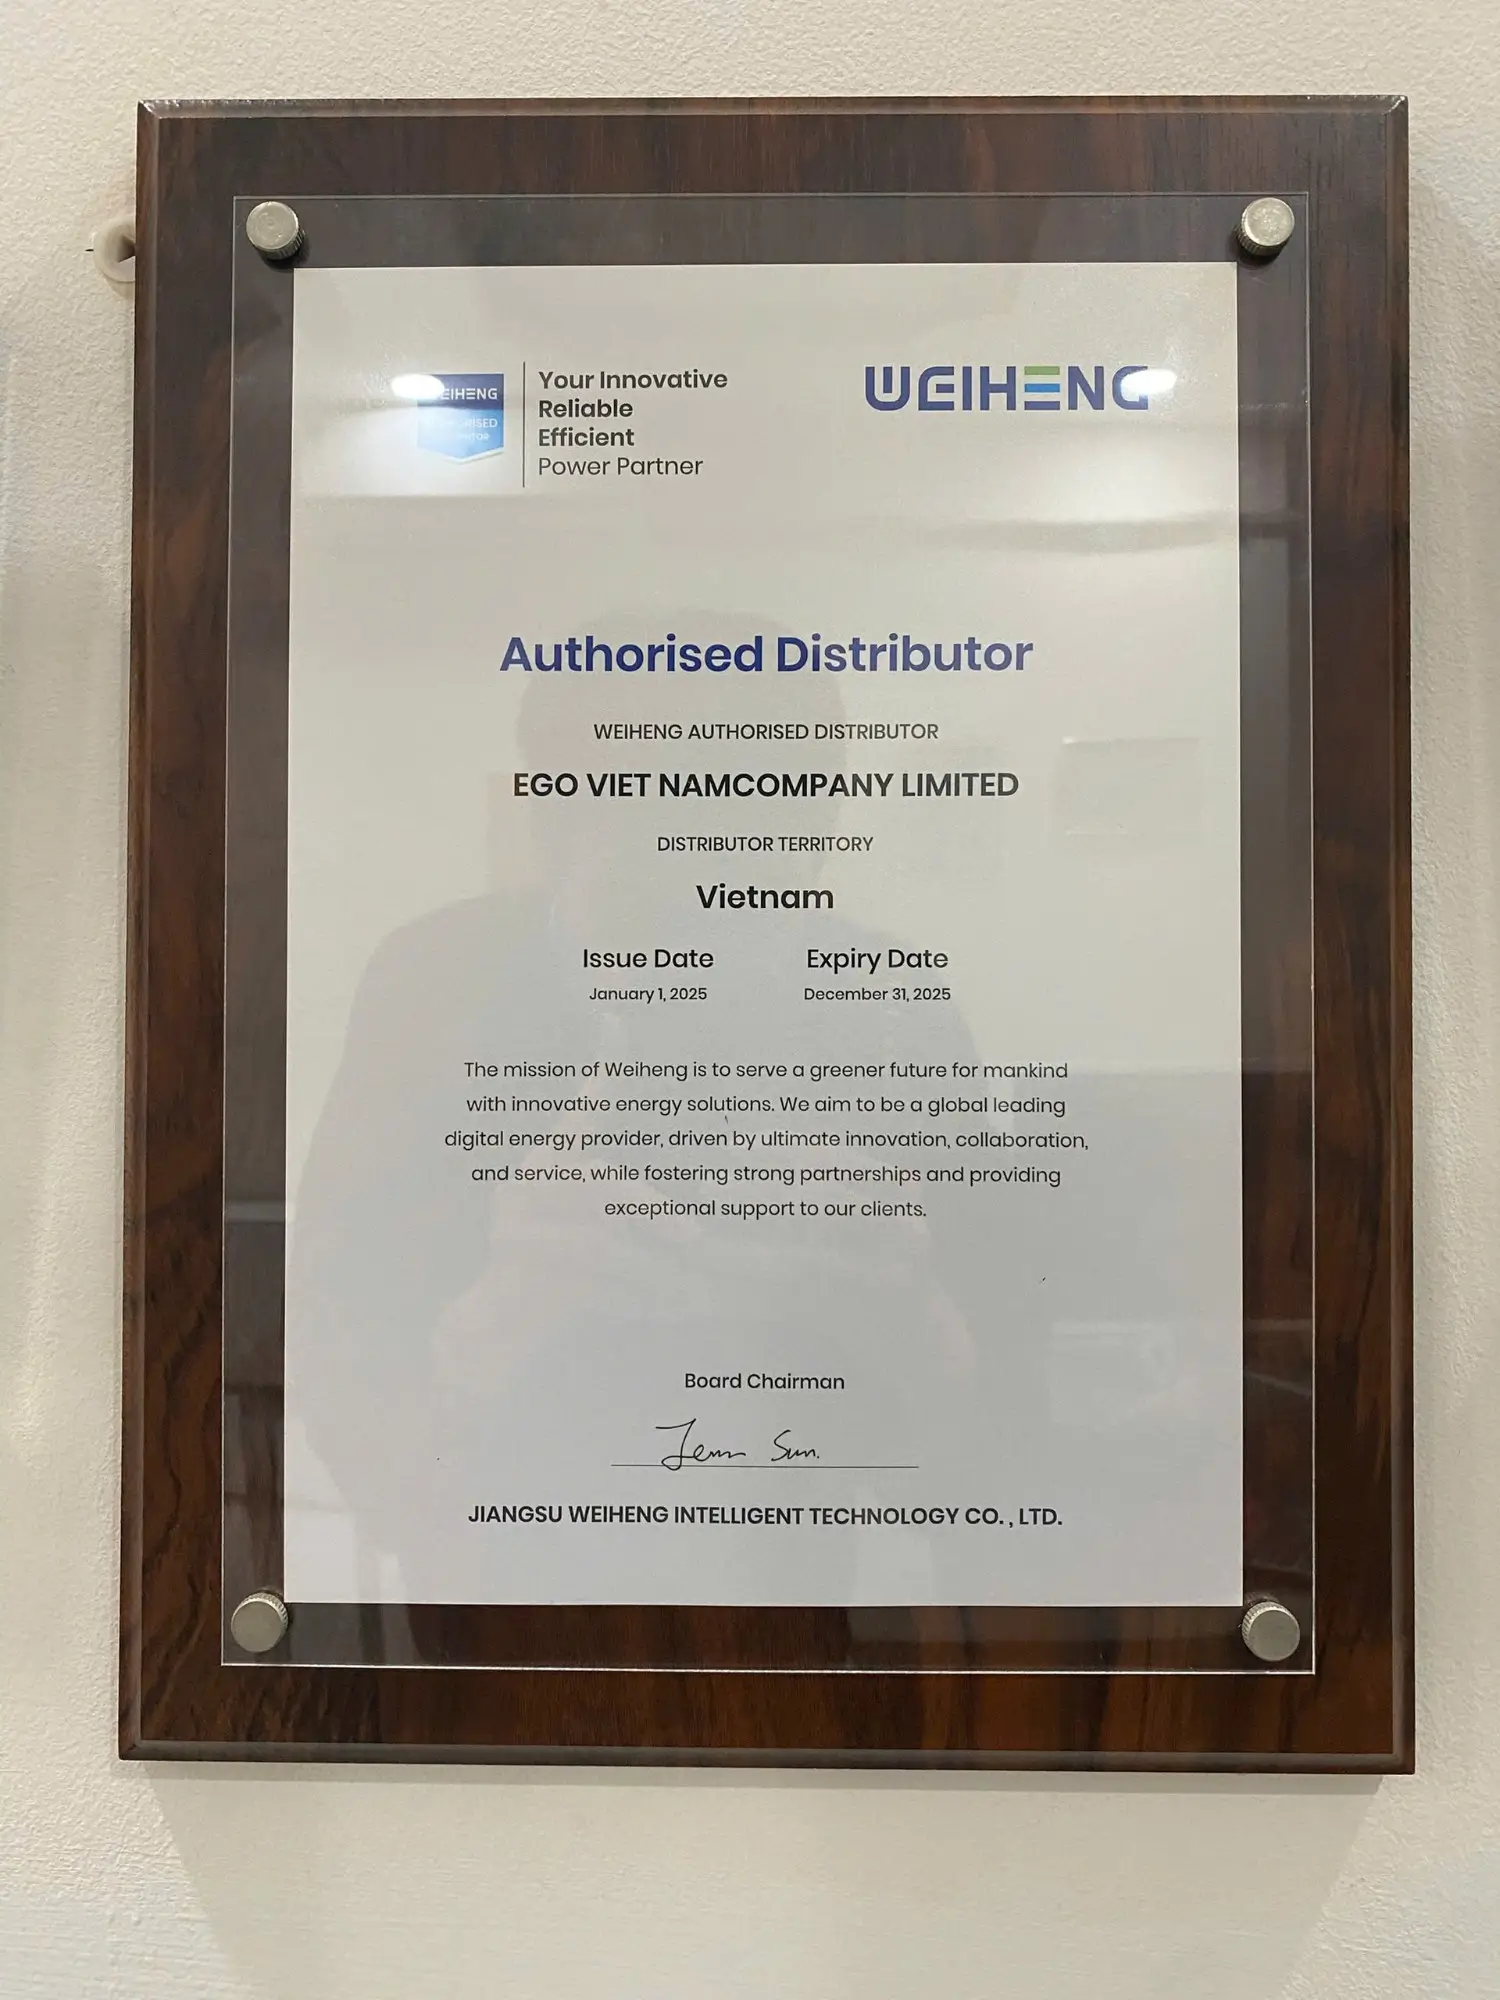 WEIHENG
Your Innovative
Reliable
Efficient
Power Partner
WEIHENG
Authorised Distributor
WEIHENG AUTHORISED DISTRIBUTOR
EGO VIET NAMCOMPANY LIMITED
DISTRIBUTOR TERRITORY
Vietnam
Issue Date
January 1, 2025
Expiry Date
December 31, 2025
The mission of Weiheng is to serve a greener future for mankind
with innovative energy solutions. We aim to be a global leading
digital energy provider, driven by ultimate innovation, collaboration,
and service, while fostering strong partnerships and providing
exceptional support to our clients.
Board Chairman
Sun.
JIANGSU WEIHENG INTELLIGENT TECHNOLOGY CO. , LTD.